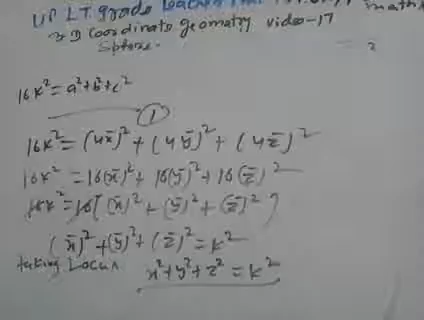 UP L.T. grade Teacher
3D Coordinate geometry video-17
Sphere.
16k²=a²+b²+c²
1
16k²=(4x̄)²+(4ȳ)²+(4z̄)²
16k²=16(x̄)²+16(ȳ)²+16(z̄)²
16k²=16[(x̄)²+(ȳ)²+(z̄)²]
(x̄)²+(ȳ)²+(z̄)²=k²
taking Locus x²+y²+z²=k²